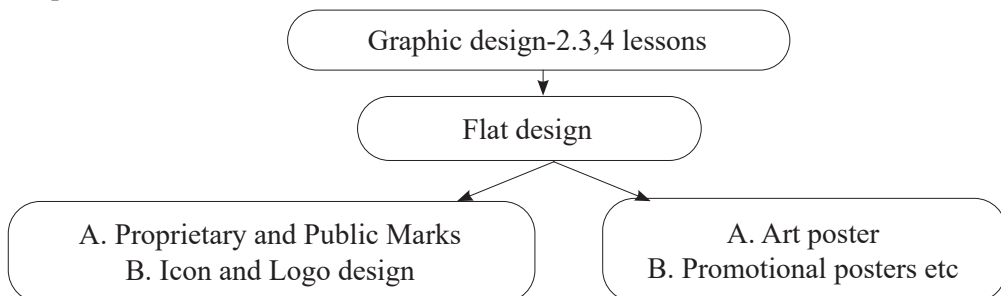 Graphic design-2.3,4 lessons
Flat design
A. Proprietary and Public Marks
B. Icon and Logo design
A. Art poster
B. Promotional posters etc